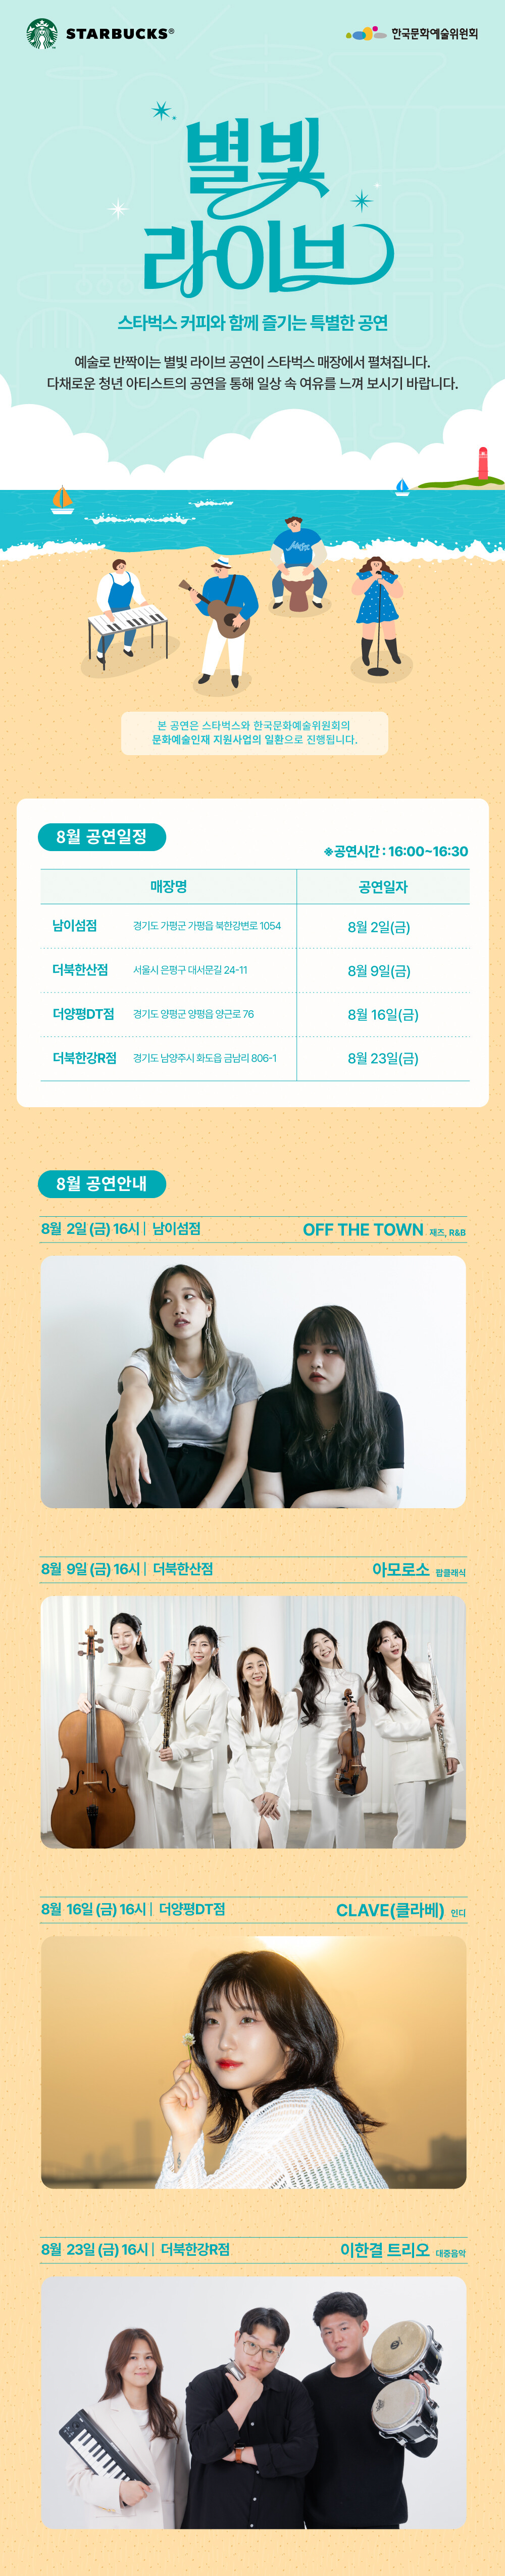 STARBUCKS®
한국문화예술위원회
별빛
라이브
스타벅스 커피와 함께 즐기는 특별한 공연
예술로 반짝이는 별빛 라이브 공연이 스타벅스 매장에서 펼쳐집니다.
다채로운 청년 아티스트의 공연을 통해 일상 속 여유를 느껴 보시기 바랍니다.
Music
본 공연은 스타벅스와 한국문화예술위원회의
문화예술인재 지원사업의 일환으로 진행됩니다.
8월 공연일정
※공연시간 : 16:00~16:30
매장명 공연일자
남이섬점 경기도 가평군 가평읍 북한강변로 1054 8월 2일(금)
더북한산점 서울시 은평구 대서문길 24-11 8월 9일(금)
더양평DT점 경기도 양평군 양평읍 양근로 76 8월 16일(금)
더북한강R점 경기도 남양주시 화도읍 금남리 806-1 8월 23일(금)
8월 공연안내
8월 2일 (금) 16시 | 남이섬점 OFF THE TOWN 재즈, R&B
8월 9일 (금) 16시 | 더북한산점 아모로소 팝클래식
8월 16일 (금) 16시 | 더양평DT점 CLAVE(클라베) 인디
8월 23일 (금) 16시 | 더북한강R점 이한결 트리오 대중음악